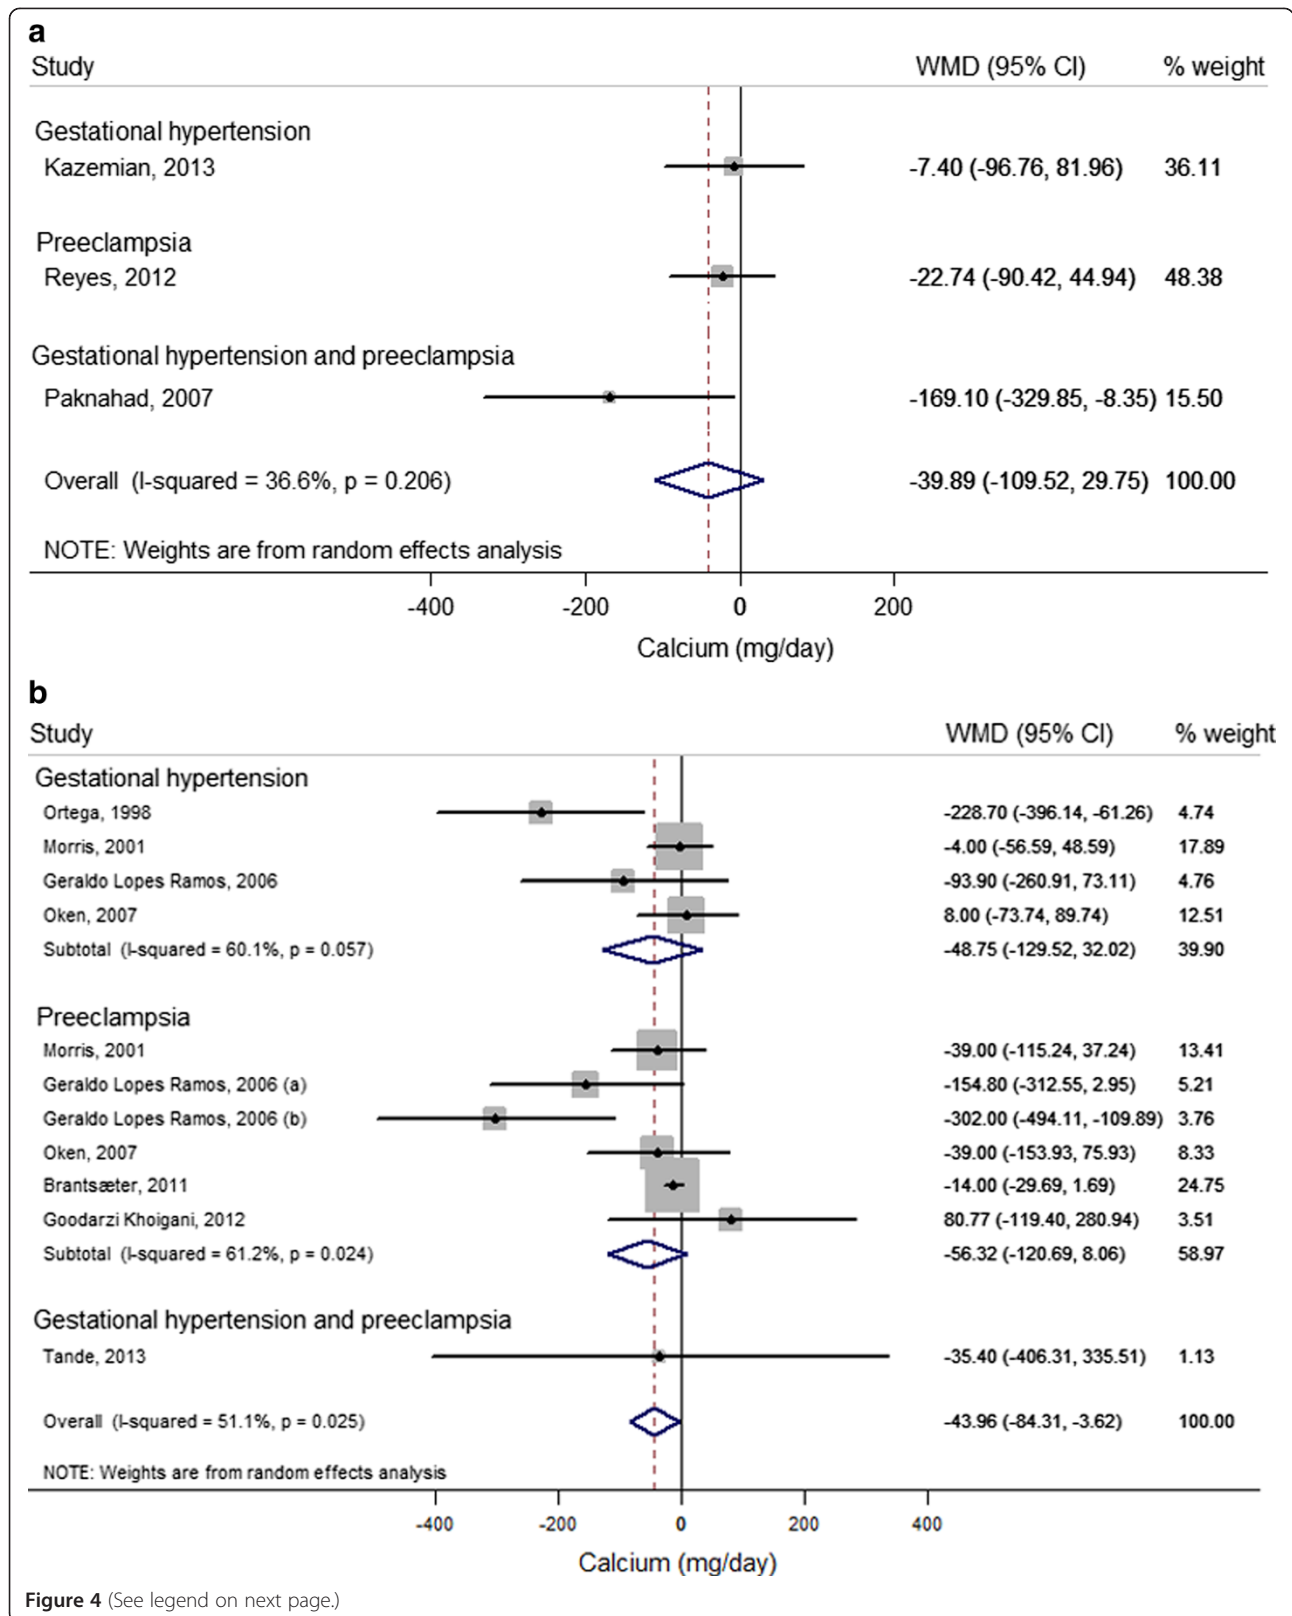 a
Study WMD (95% CI) % weight
Gestational hypertension
Kazemian, 2013 -7.40 (-96.76, 81.96) 36.11
Preeclampsia
Reyes, 2012 -22.74 (-90.42, 44.94) 48.38
Gestational hypertension and preeclampsia
Paknahad, 2007 -169.10 (-329.85, -8.35) 15.50
Overall (I-squared = 36.6%, p = 0.206) -39.89 (-109.52, 29.75) 100.00
NOTE: Weights are from random effects analysis
-400 -200 0 200
Calcium (mg/day)
b
Study WMD (95% CI) % weight
Gestational hypertension
Ortega, 1998 -228.70 (-396.14, -61.26) 4.74
Morris, 2001 -4.00 (-56.59, 48.59) 17.89
Geraldo Lopes Ramos, 2006 -93.90 (-260.91, 73.11) 4.76
Oken, 2007 8.00 (-73.74, 89.74) 12.51
Subtotal (I-squared = 60.1%, p = 0.057) -48.75 (-129.52, 32.02) 39.90
Preeclampsia
Morris, 2001 -39.00 (-115.24, 37.24) 13.41
Geraldo Lopes Ramos, 2006 (a) -154.80 (-312.55, 2.95) 5.21
Geraldo Lopes Ramos, 2006 (b) -302.00 (-494.11, -109.89) 3.76
Oken, 2007 -39.00 (-153.93, 75.93) 8.33
Brantsæter, 2011 -14.00 (-29.69, 1.69) 24.75
Goodarzi Khoigani, 2012 80.77 (-119.40, 280.94) 3.51
Subtotal (I-squared = 61.2%, p = 0.024) -56.32 (-120.69, 8.06) 58.97
Gestational hypertension and preeclampsia
Tande, 2013 -35.40 (-406.31, 335.51) 1.13
Overall (I-squared = 51.1%, p = 0.025) -43.96 (-84.31, -3.62) 100.00
NOTE: Weights are from random effects analysis
-400 -200 0 200 400
Calcium (mg/day)
Figure 4 (See legend on next page.)